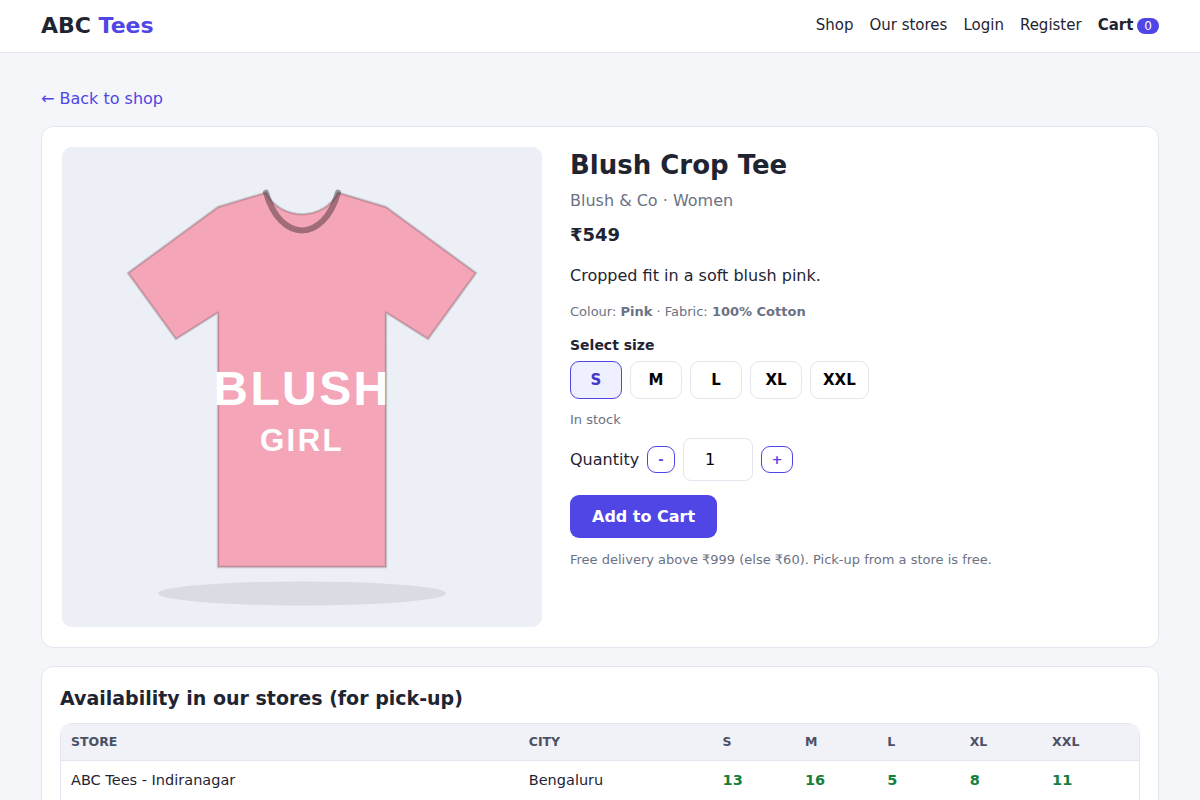 ABC Tees Shop Our stores Login Register Cart 0
← Back to shop
BLUSH
GIRL
Blush Crop Tee
Blush & Co · Women
₹549
Cropped fit in a soft blush pink.
Colour: Pink · Fabric: 100% Cotton
Select size
S M L XL XXL
In stock
Quantity - 1 +
Add to Cart
Free delivery above ₹999 (else ₹60). Pick-up from a store is free.
Availability in our stores (for pick-up)
STORE CITY S M L XL XXL
ABC Tees - Indiranagar Bengaluru 13 16 5 8 11